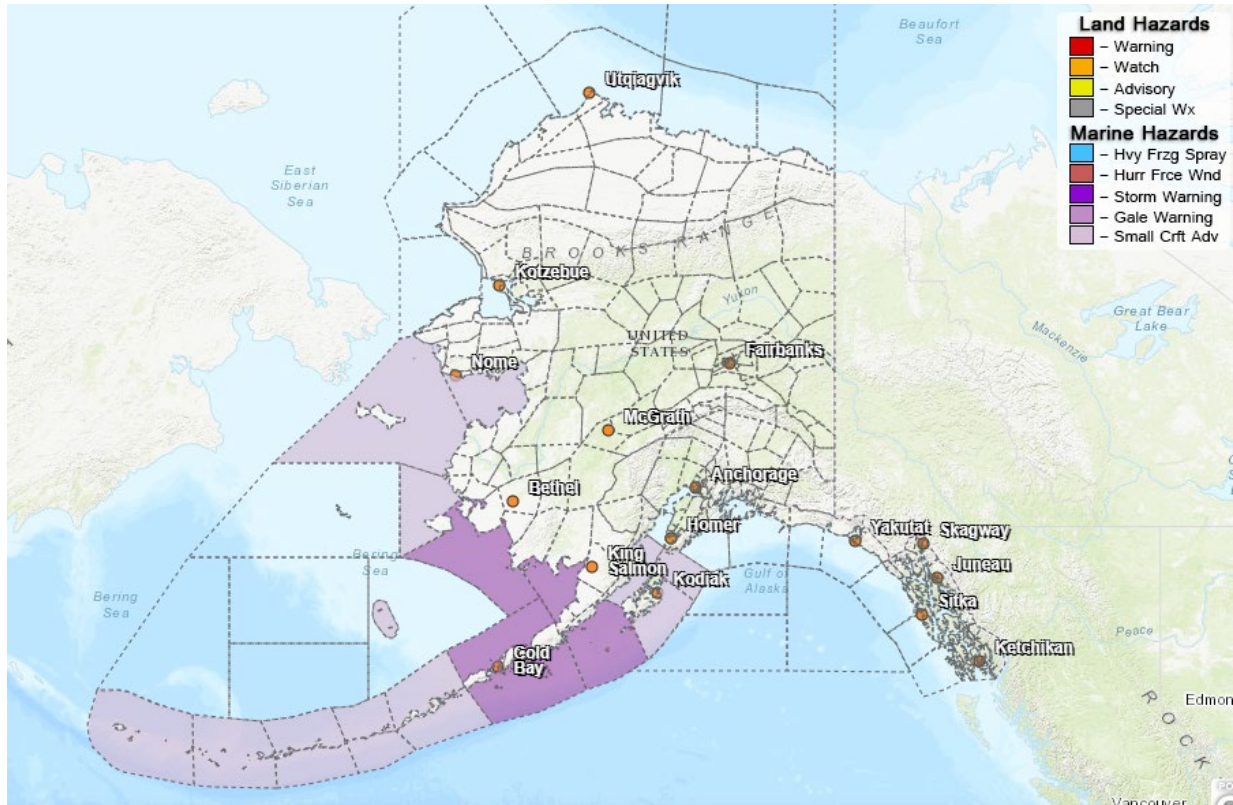 Beaufort
Sea
Land Hazards
– Warning
– Watch
– Advisory
– Special Wx
Marine Hazards
– Hvy Frzg Spray
– Hurr Frce Wnd
– Storm Warning
– Gale Warning
– Small Crft Adv
Utqiagvik
East
Siberian
Sea
BROOKS RANGE
Kotzebue
Yukon
Great Bear
Lake
Mackenzie
UNITED
STATES
Nome
Fairbanks
McGrath
Anchorage
Bethel
Homer
Yakutat
Skagway
King
Salmon
Kodiak
Juneau
Bering
Sea
Gulf of
Alaska
Bering
Sea
Sitka
Peace
Ketchikan
Cold
Bay
Edmon
ROCK
Vancouver